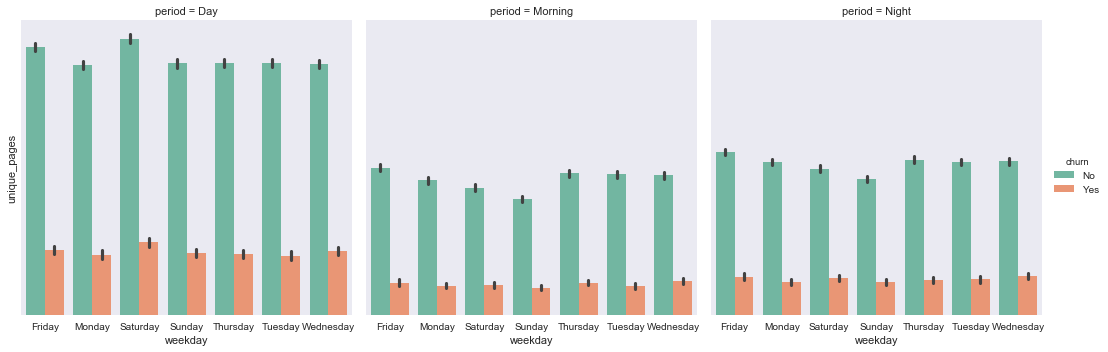 period = Day
period = Morning
period = Night
unique_pages
churn
No
Yes
Friday Monday Saturday Sunday Thursday Tuesday Wednesday
Friday Monday Saturday Sunday Thursday Tuesday Wednesday
Friday Monday Saturday Sunday Thursday Tuesday Wednesday
weekday
weekday
weekday